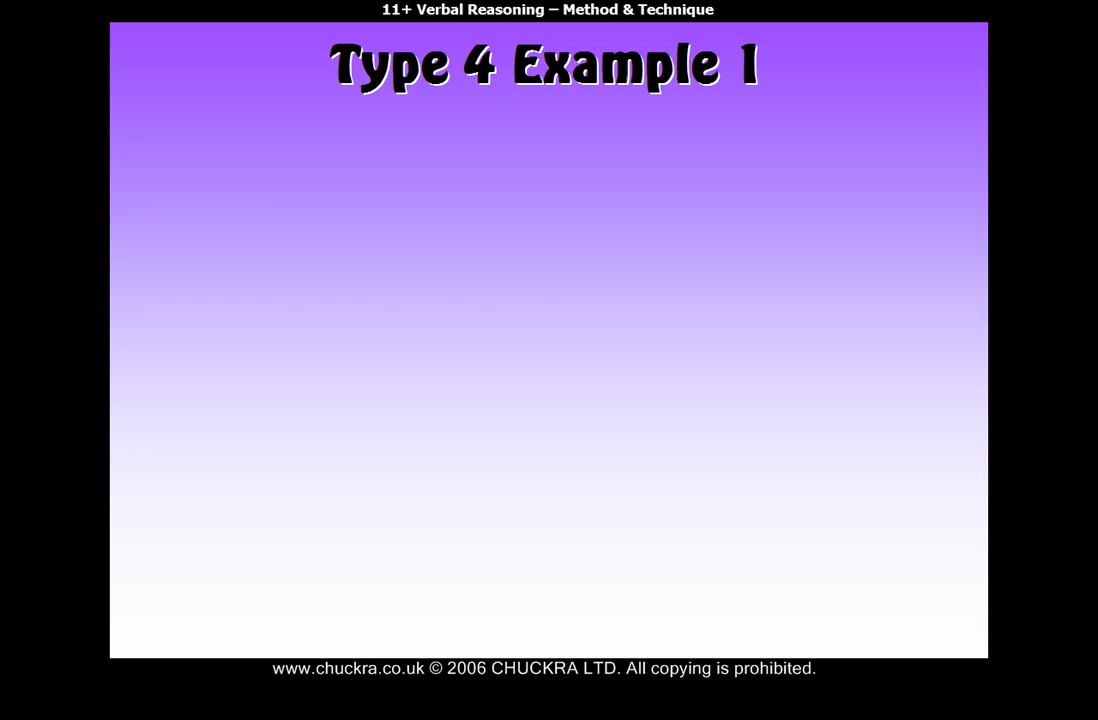 11+ Verbal Reasoning – Method & Technique
Type 4 Example 1
www.chuckra.co.uk © 2006 CHUCKRA LTD. All copying is prohibited.